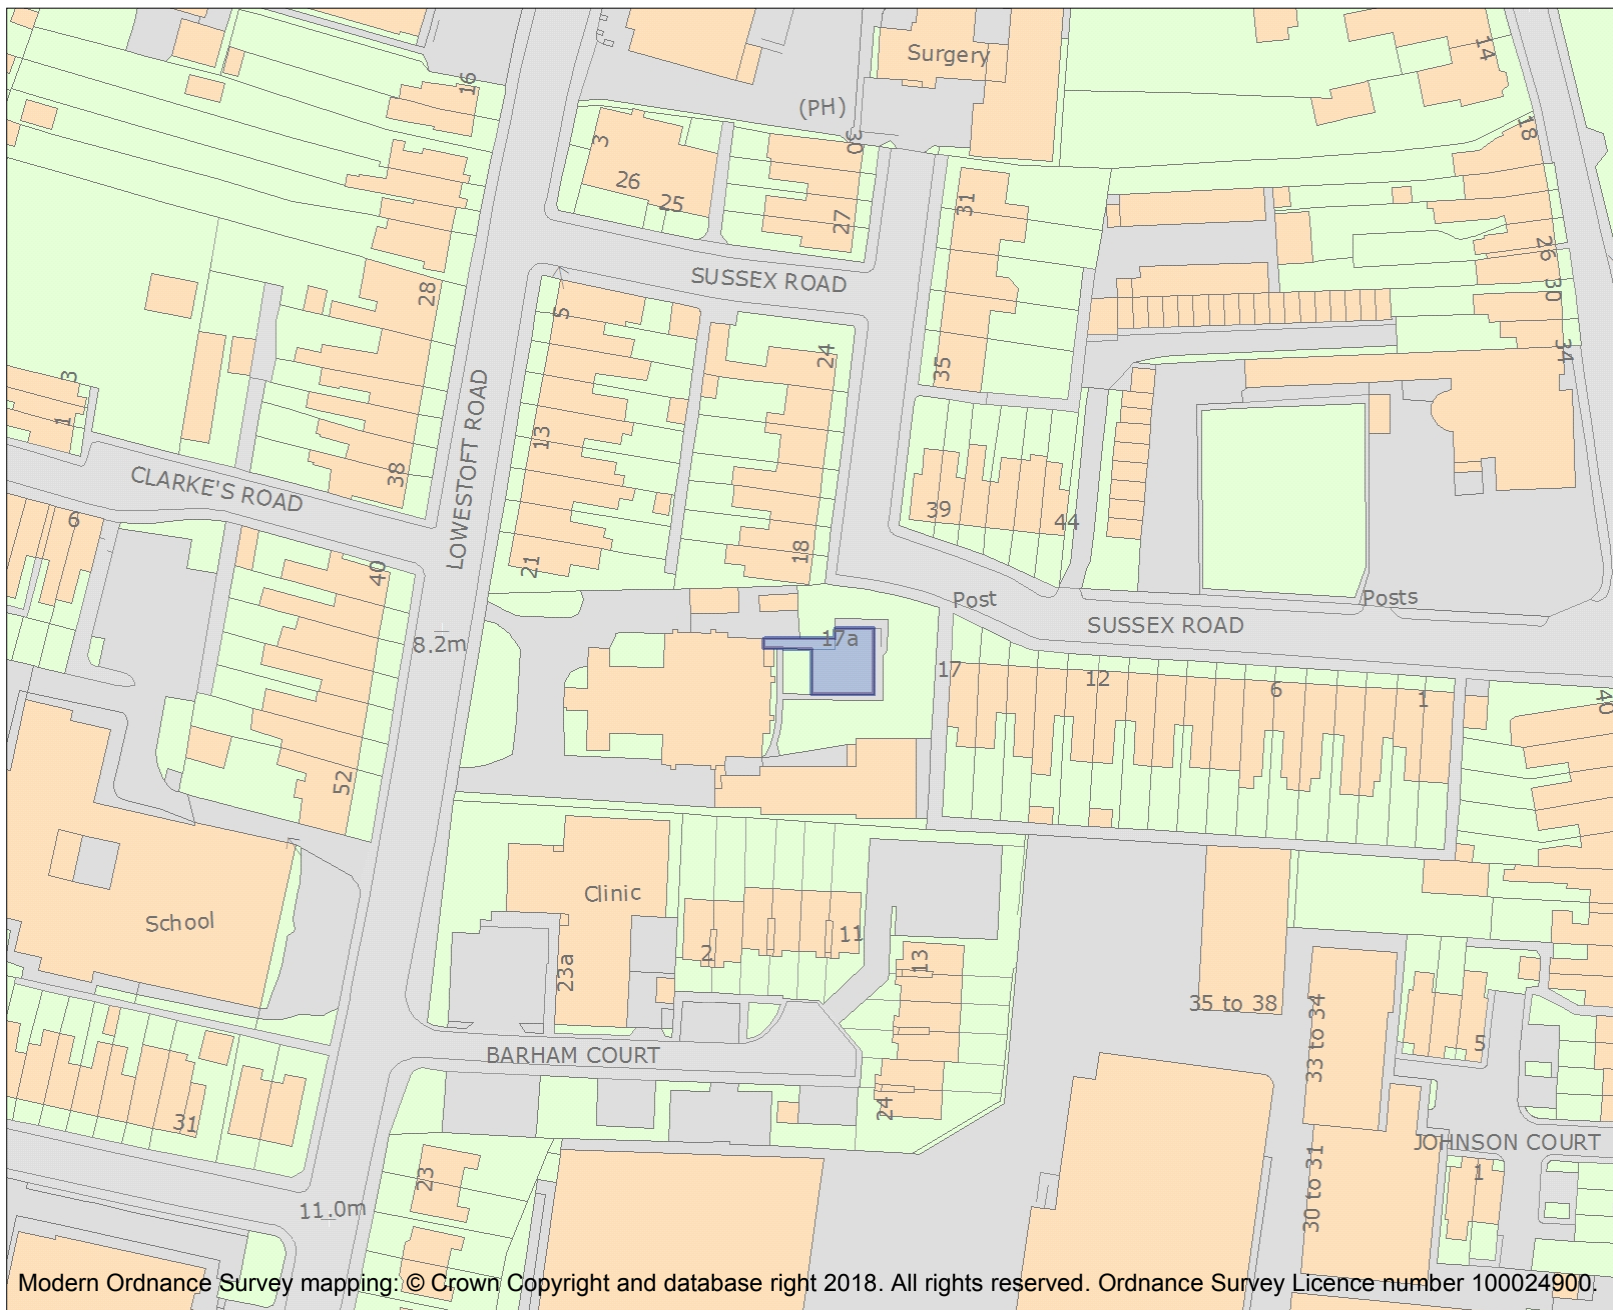 14
Surgery
16
(PH)
30
18
3
26
25
27
31
SUSSEX ROAD
26
28
30
5
24
34
35
3
1
LOWESTOFT ROAD
13
38
CLARKE'S ROAD
6
39
44
18
21
40
Post
Posts
SUSSEX ROAD
17a
8.2m
17
12
6
1
40
52
Clinic
School
2
11
13
23a
35 to 38
33 to 34
5
BARHAM COURT
24
31
JOHNSON COURT
23
1
30 to 31
11.0m
Modern Ordnance Survey mapping: © Crown Copyright and database right 2018. All rights reserved. Ordnance Survey Licence number 100024900.